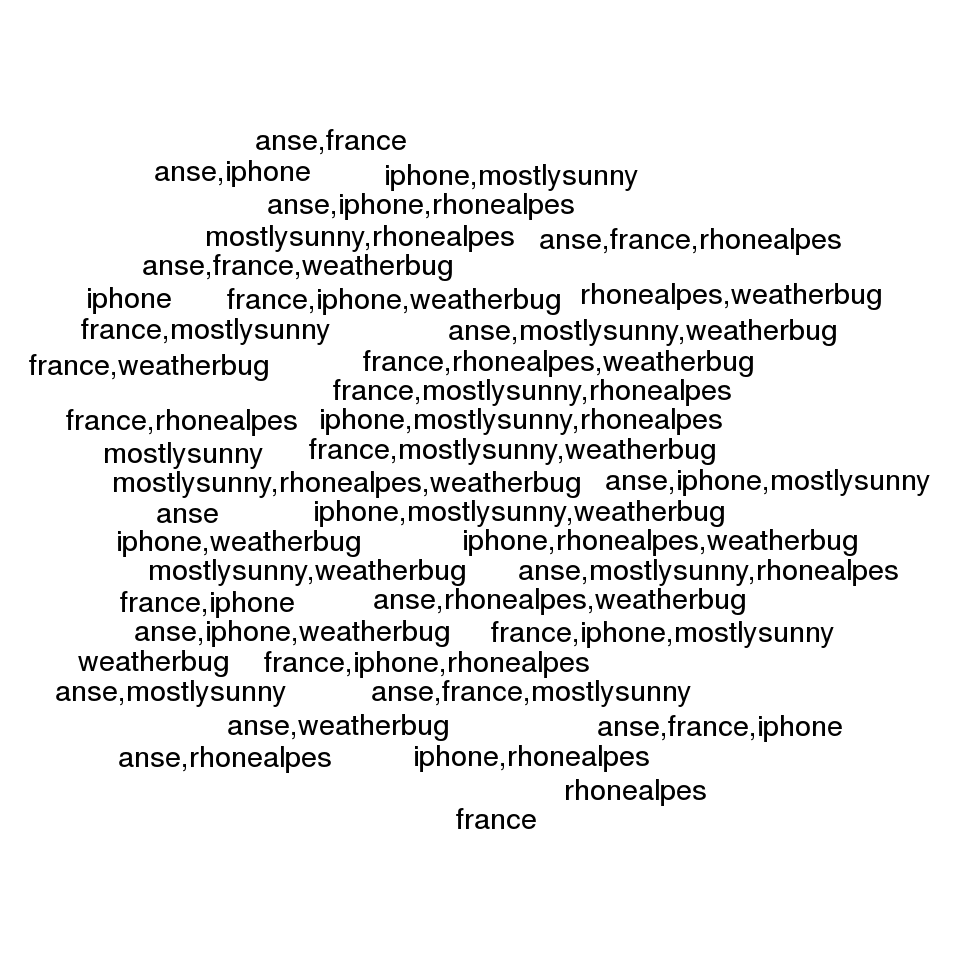 anse,france
anse,iphone
iphone,mostlysunny
anse,iphone,rhonealpes
mostlysunny,rhonealpes
anse,france,rhonealpes
anse,france,weatherbug
iphone
france,iphone,weatherbug
rhonealpes,weatherbug
france,mostlysunny
anse,mostlysunny,weatherbug
france,weatherbug
france,rhonealpes,weatherbug
france,mostlysunny,rhonealpes
france,rhonealpes
iphone,mostlysunny,rhonealpes
mostlysunny
france,mostlysunny,weatherbug
mostlysunny,rhonealpes,weatherbug
anse,iphone,mostlysunny
anse
iphone,mostlysunny,weatherbug
iphone,weatherbug
iphone,rhonealpes,weatherbug
mostlysunny,weatherbug
anse,mostlysunny,rhonealpes
france,iphone
anse,rhonealpes,weatherbug
anse,iphone,weatherbug
france,iphone,mostlysunny
weatherbug
france,iphone,rhonealpes
anse,mostlysunny
anse,france,mostlysunny
anse,weatherbug
anse,france,iphone
anse,rhonealpes
iphone,rhonealpes
rhonealpes
france